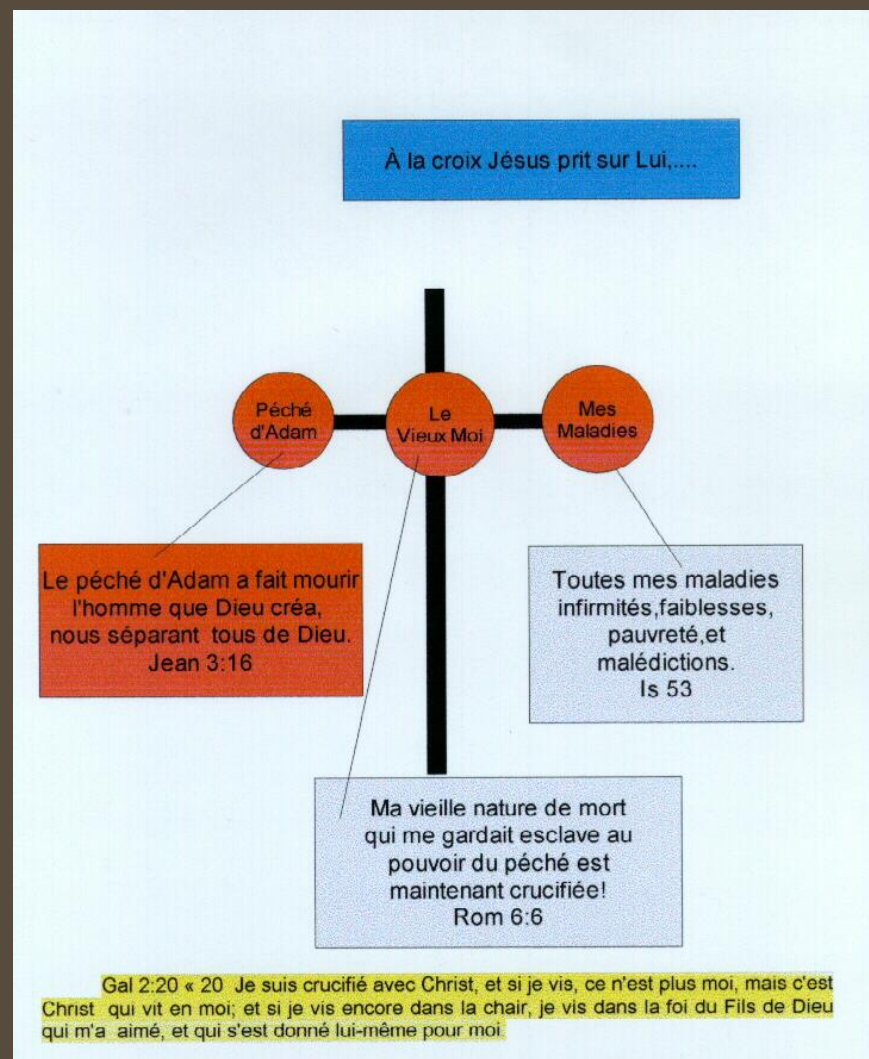 À la croix Jésus prit sur Lui,....
Péché
d'Adam
Le
Vieux Moi
Mes
Maladies
Le péché d'Adam a fait mourir
l'homme que Dieu créa,
nous séparant tous de Dieu.
Jean 3:16
Toutes mes maladies
infirmités,faiblesses,
pauvreté,et
malédictions.
Is 53
Ma vieille nature de mort
qui me gardait esclave au
pouvoir du péché est
maintenant crucifiée!
Rom 6:6
Gal 2:20 « 20 Je suis crucifié avec Christ, et si je vis, ce n'est plus moi, mais c'est
Christ qui vit en moi; et si je vis encore dans la chair, je vis dans la foi du Fils de Dieu
qui m'a aimé, et qui s'est donné lui-même pour moi.